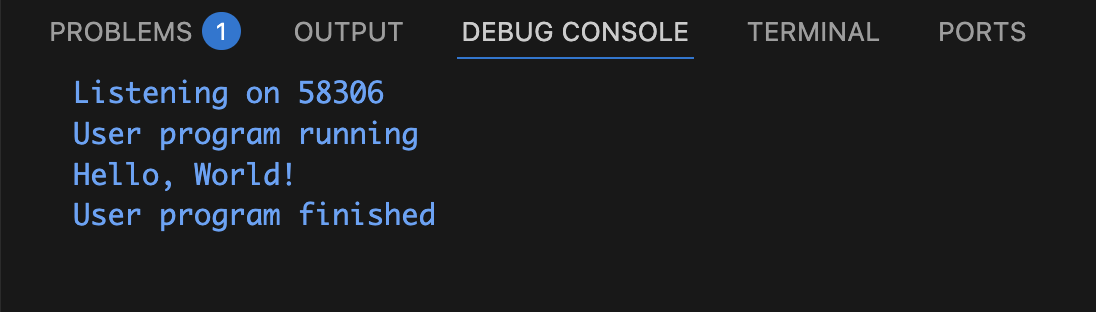 PROBLEMS 1 OUTPUT DEBUG CONSOLE TERMINAL PORTS
Listening on 58306
User program running
Hello, World!
User program finished